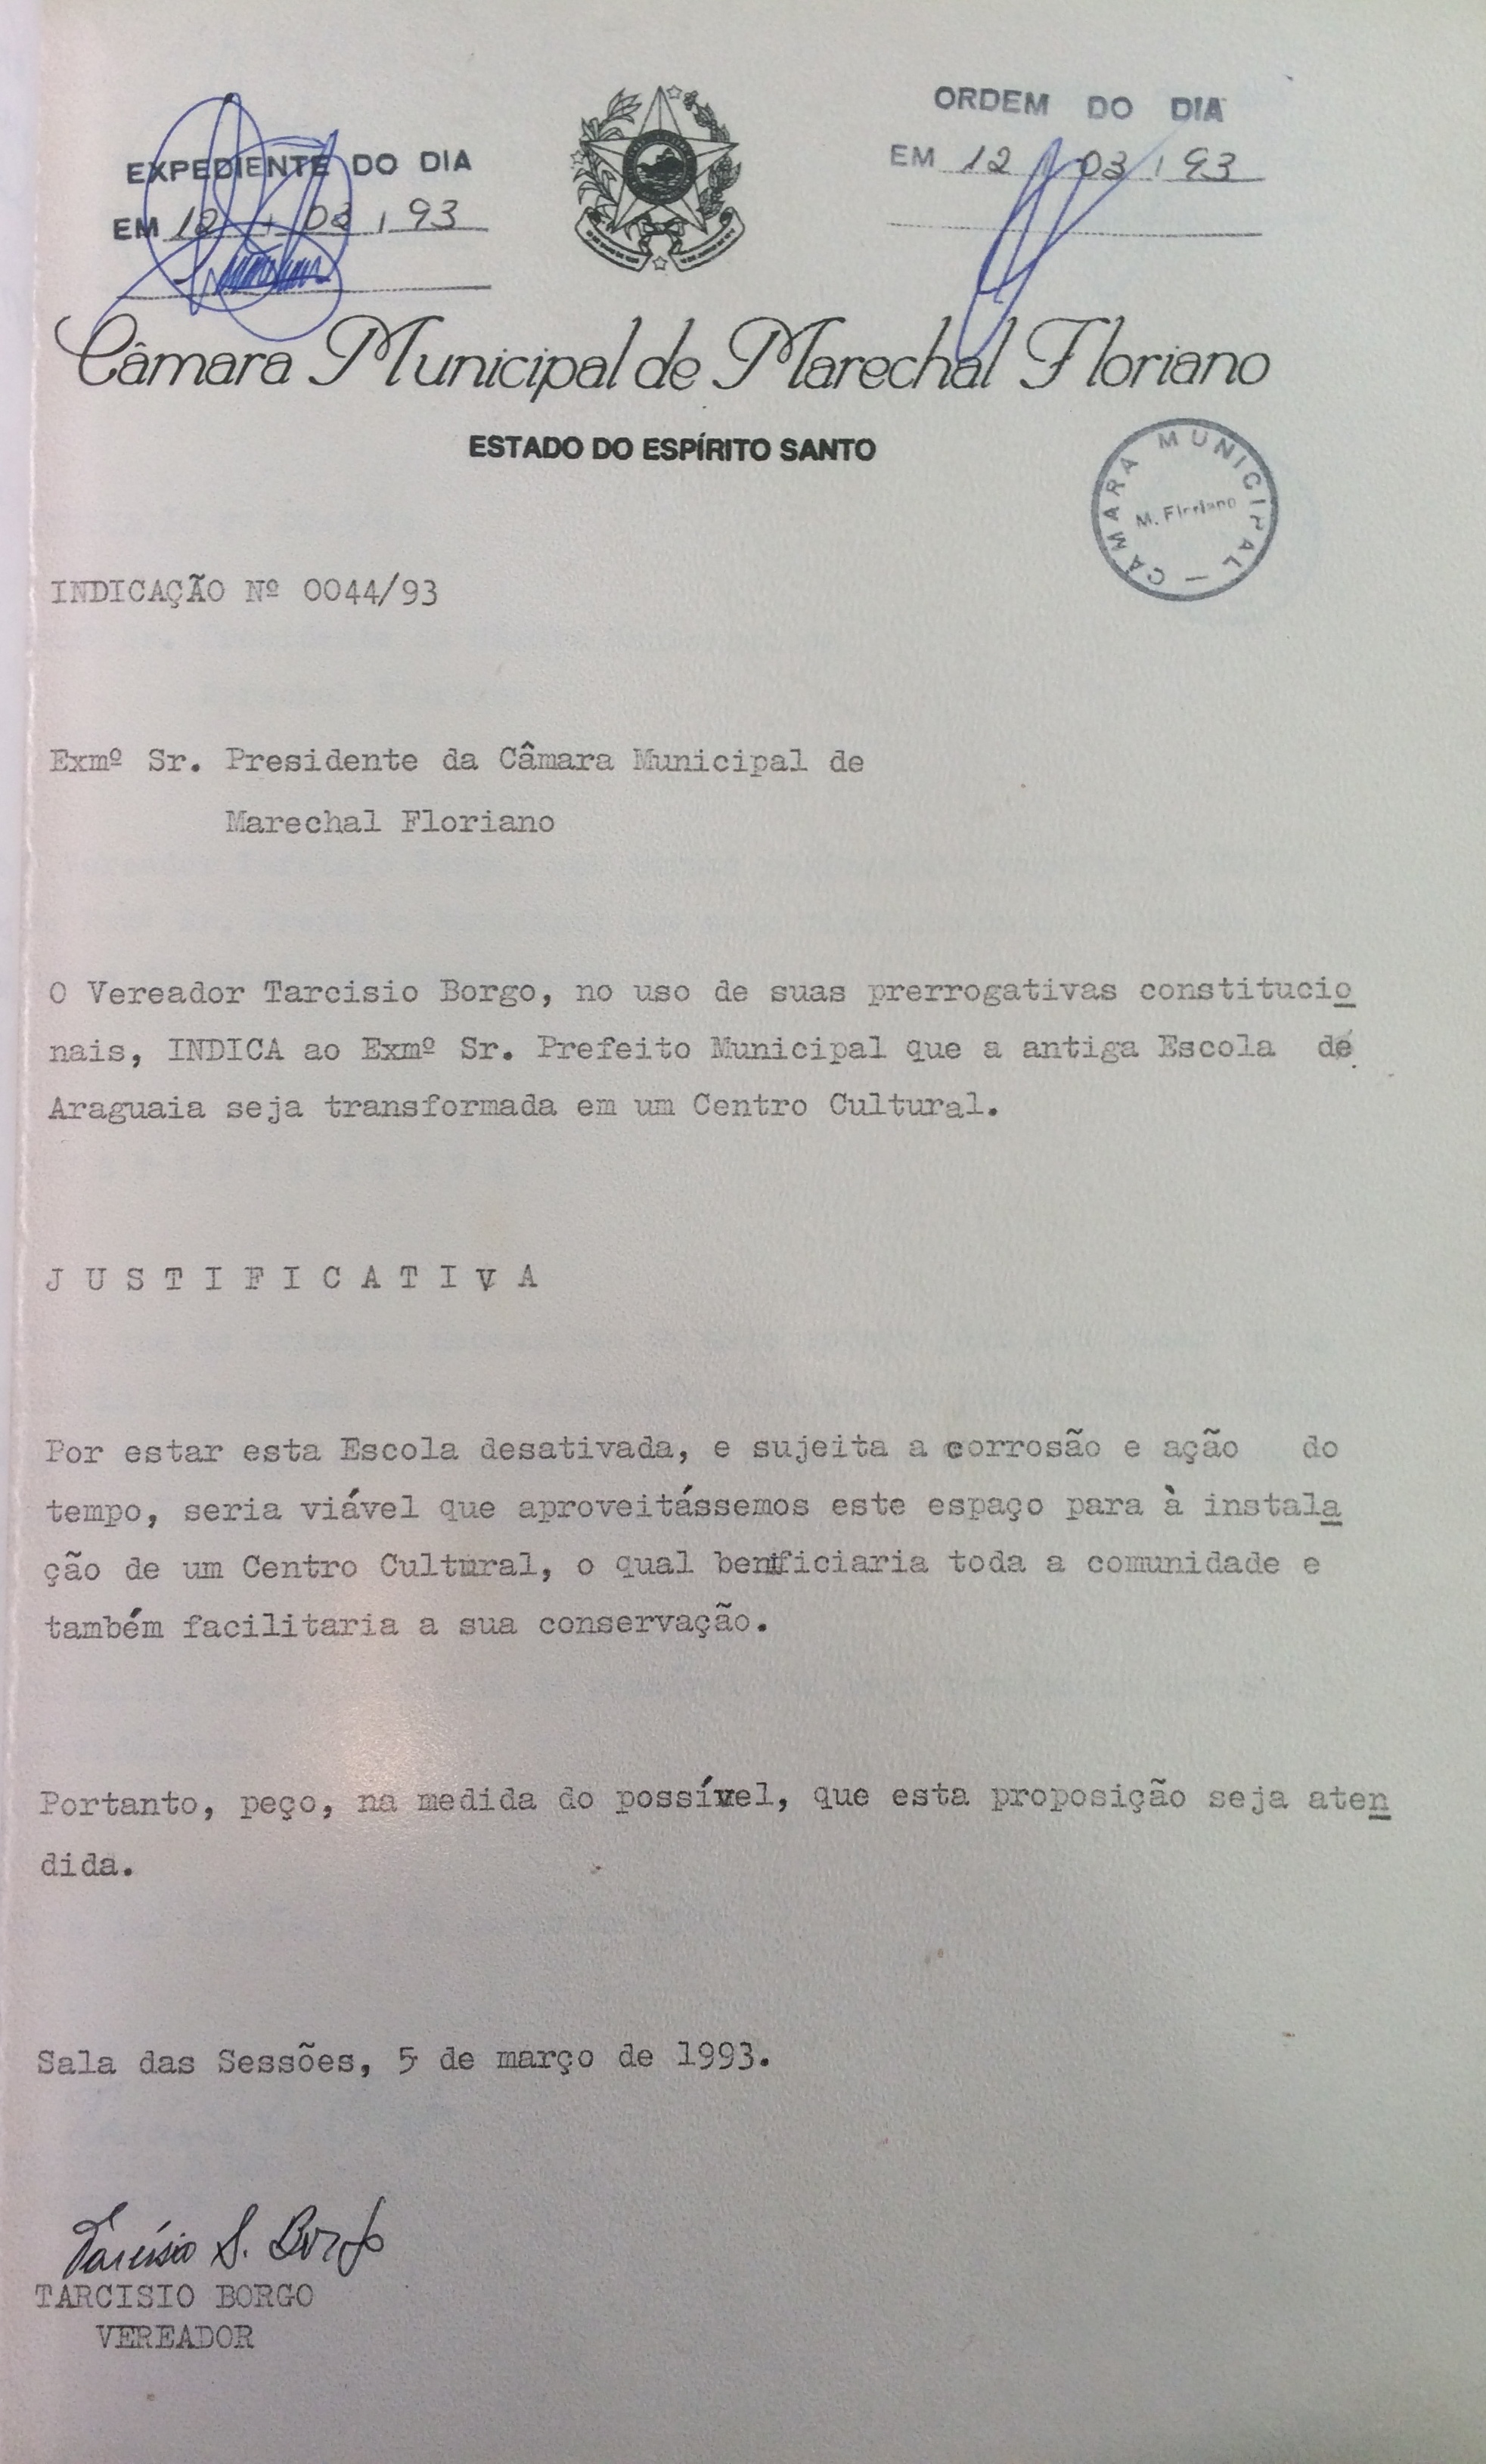 EXPEDIENTE DO DIA
EM 12 / 03 / 93
ORDEM DO DIA
EM 12 / 03 / 93
Câmara Municipal de Marechal Floriano
ESTADO DO ESPÍRITO SANTO
CAMARA MUNICIPAL —
M. Floriano
INDICAÇÃO Nº 0044/93
Exmº Sr. Presidente da Câmara Municipal de
Marechal Floriano
O Vereador Tarcisio Borgo, no uso de suas prerrogativas constitucio
nais, INDICA ao Exmº Sr. Prefeito Municipal que a antiga Escola de
Araguaia seja transformada em um Centro Cultural.
J U S T I F I C A T I V A
Por estar esta Escola desativada, e sujeita a corrosão e ação do
tempo, seria viável que aproveitássemos este espaço para à instala
ção de um Centro Cultural, o qual benificiaria toda a comunidade e
também facilitaria a sua conservação.
Portanto, peço, na medida do possível, que esta proposição seja aten
dida.
Sala das Sessões, 5 de março de 1993.
Tarcísio S. Borgo
TARCISIO BORGO
VEREADOR